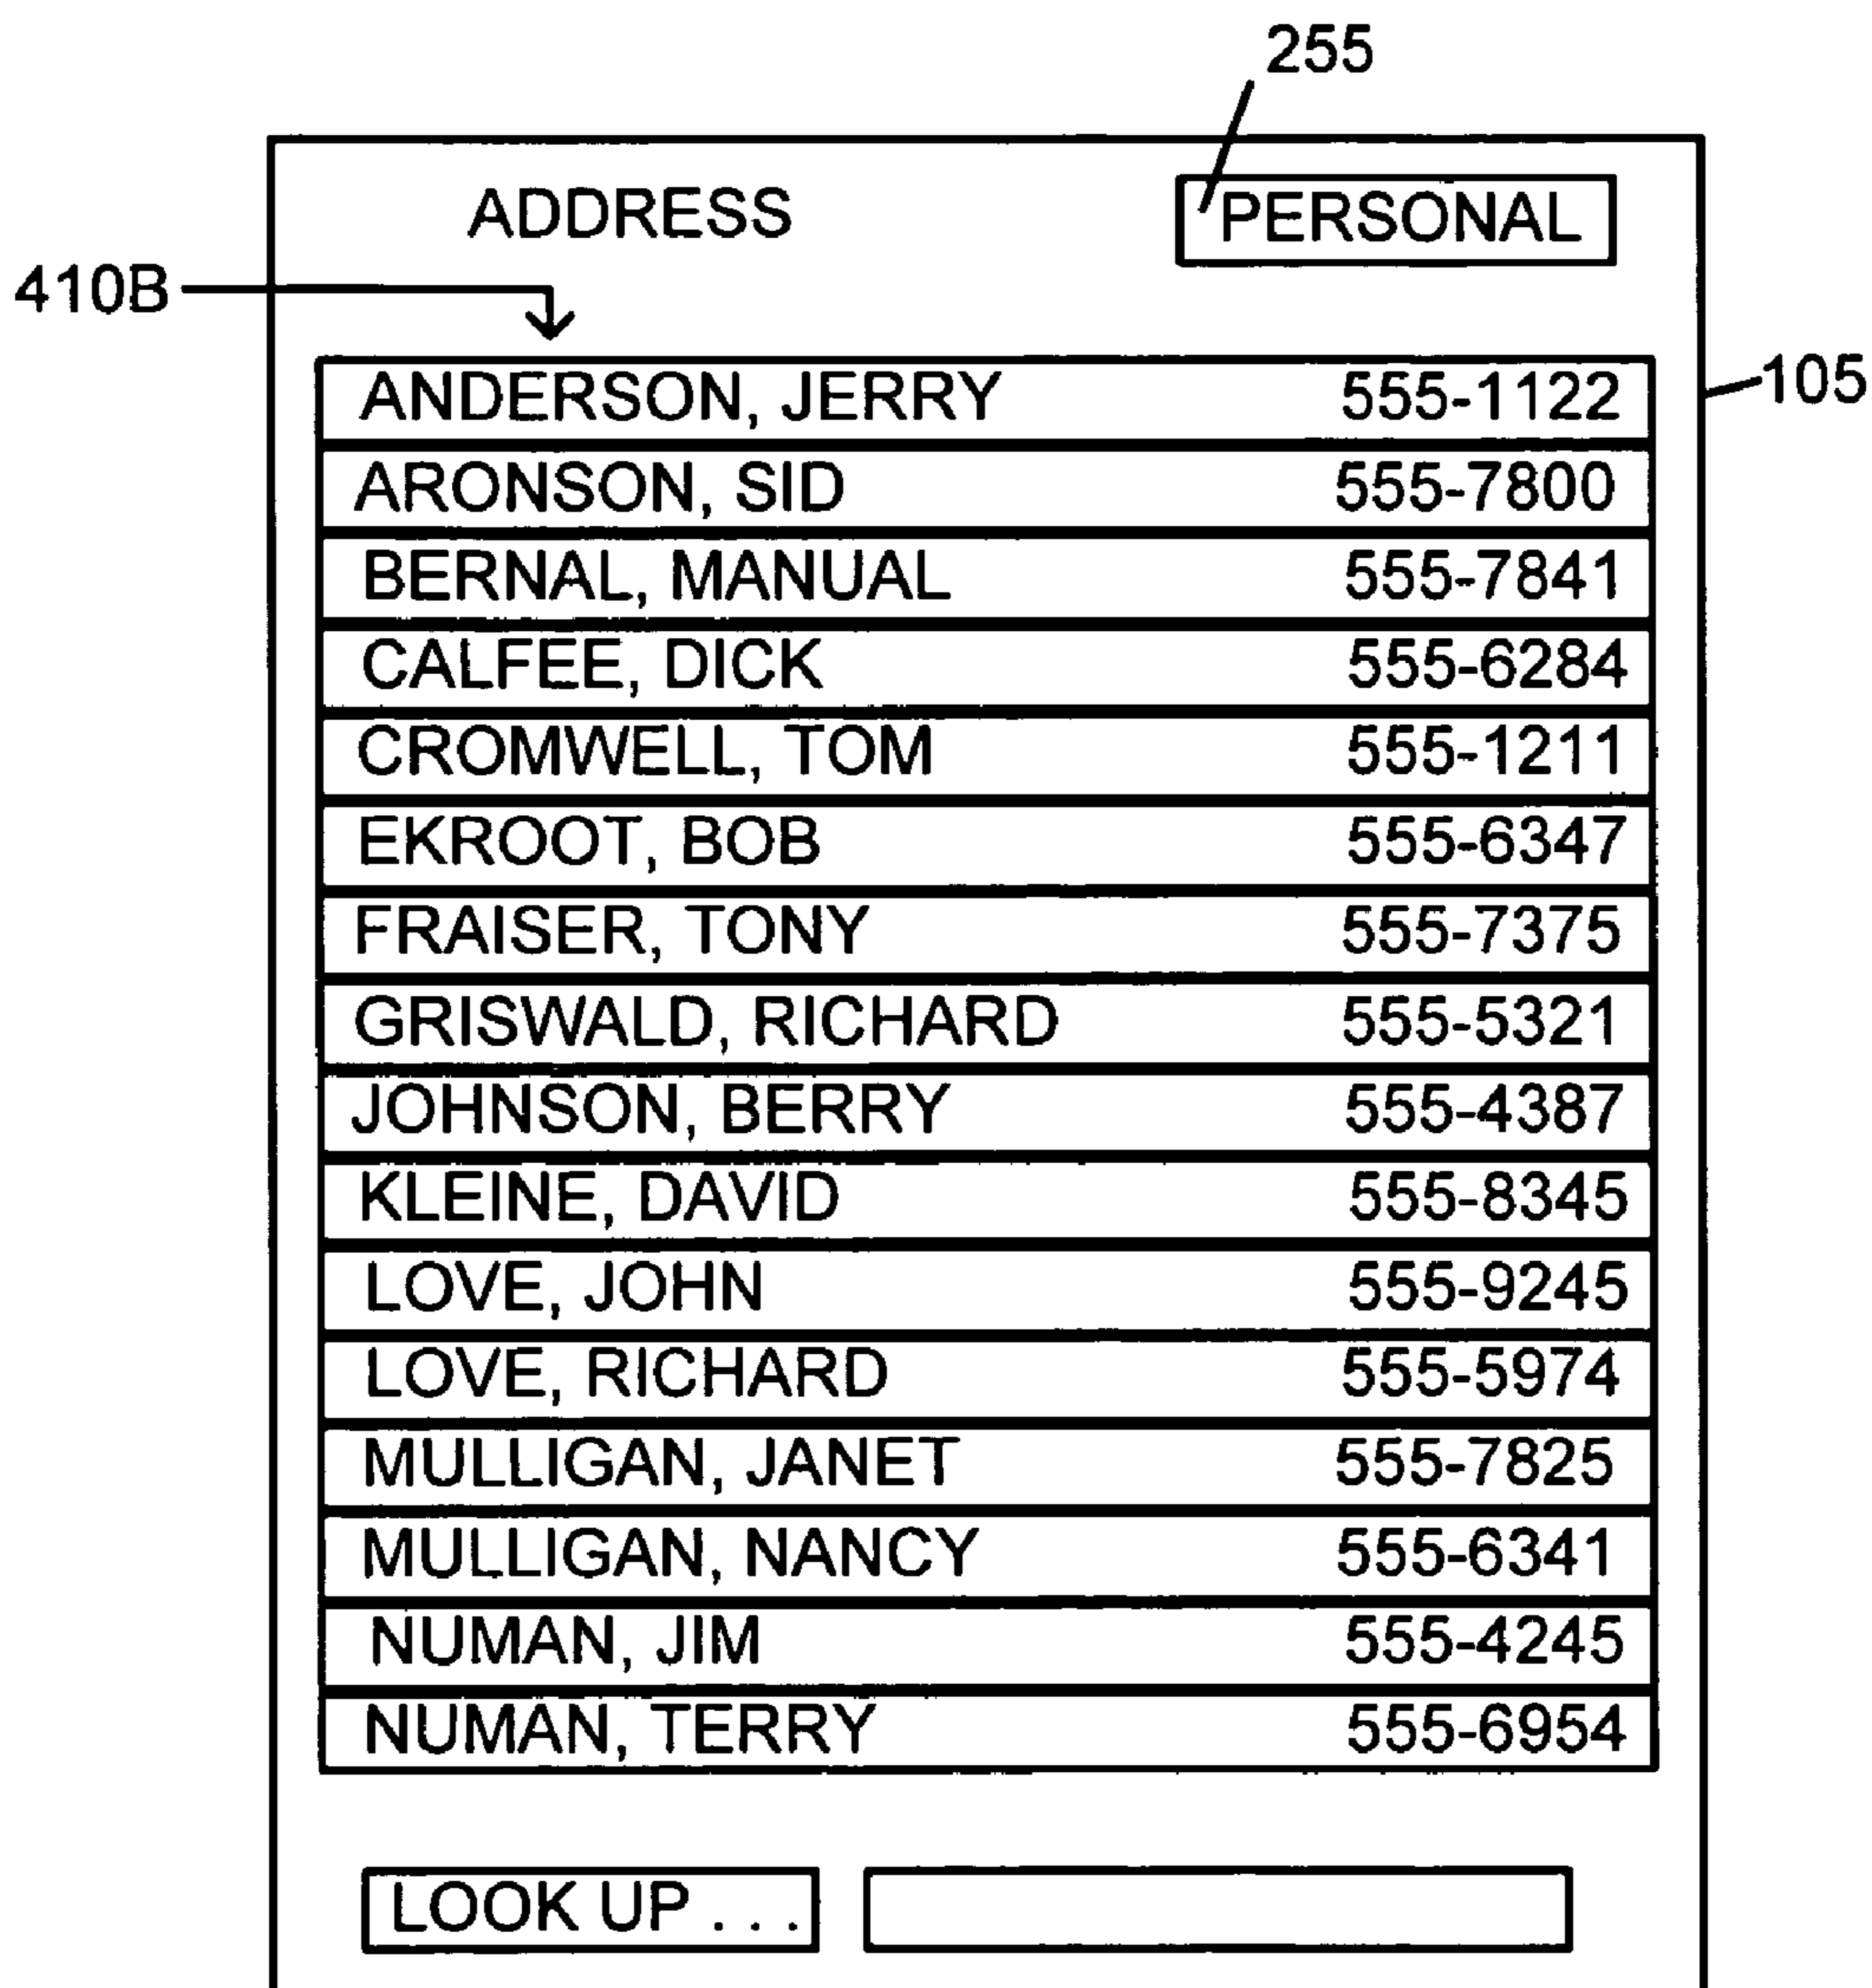 255
ADDRESS PERSONAL
410B
ANDERSON, JERRY 555-1122
105
ARONSON, SID 555-7800
BERNAL, MANUAL 555-7841
CALFEE, DICK 555-6284
CROMWELL, TOM 555-1211
EKROOT, BOB 555-6347
FRAISER, TONY 555-7375
GRISWALD, RICHARD 555-5321
JOHNSON, BERRY 555-4387
KLEINE, DAVID 555-8345
LOVE, JOHN 555-9245
LOVE, RICHARD 555-5974
MULLIGAN, JANET 555-7825
MULLIGAN, NANCY 555-6341
NUMAN, JIM 555-4245
NUMAN, TERRY 555-6954
LOOK UP . . .